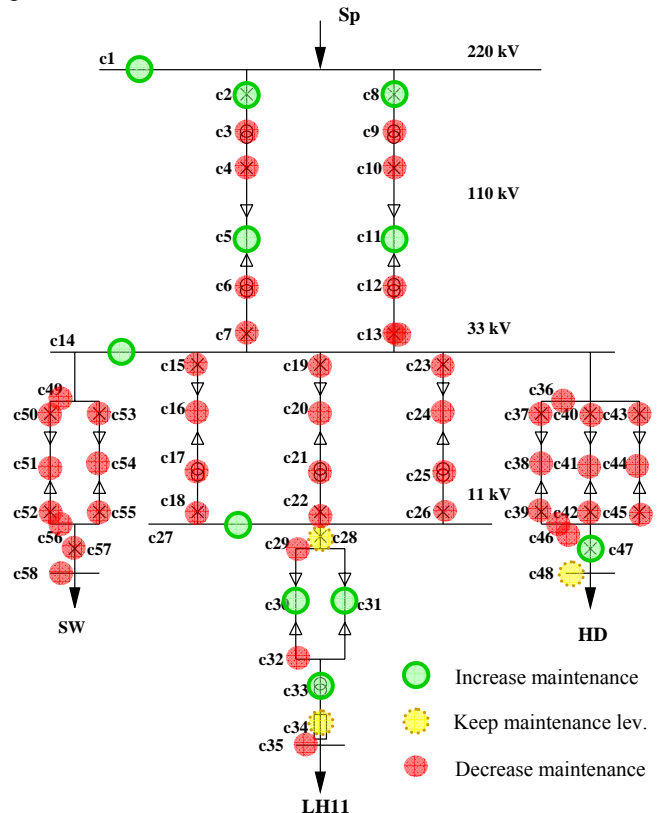 Sp
c1
220 kV
c2
c8
c3
c9
c4
c10
110 kV
c5
c11
c6
c12
c7
c13
33 kV
c14
c15
c19
c23
c49
c36
c50
c53
c37
c40
c43
c16
c20
c24
c51
c54
c38
c41
c44
c17
c21
c25
c18
c22
c26
11 kV
c52
c55
c39
c42
c45
c56
c27
c28
c46
c57
c29
c47
c58
c48
c30
c31
SW
HD
c32
c33
Increase maintenance
c34
Keep maintenance lev.
c35
Decrease maintenance
LH11